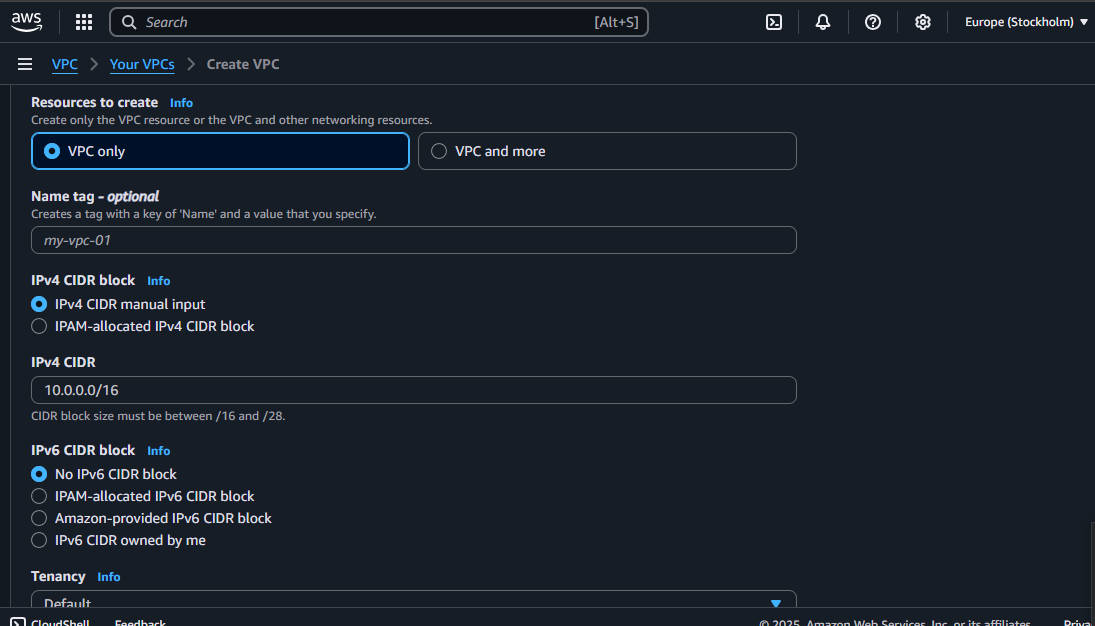 aws Search [Alt+S] Europe (Stockholm)
VPC > Your VPCs > Create VPC
Resources to create Info
Create only the VPC resource or the VPC and other networking resources.
VPC only VPC and more
Name tag - optional
Creates a tag with a key of 'Name' and a value that you specify.
my-vpc-01
IPv4 CIDR block Info
IPv4 CIDR manual input
IPAM-allocated IPv4 CIDR block
IPv4 CIDR
10.0.0.0/16
CIDR block size must be between /16 and /28.
IPv6 CIDR block Info
No IPv6 CIDR block
IPAM-allocated IPv6 CIDR block
Amazon-provided IPv6 CIDR block
IPv6 CIDR owned by me
Tenancy Info
Default
CloudShell Feedback © 2025, Amazon Web Services, Inc. or its affiliates. Priva